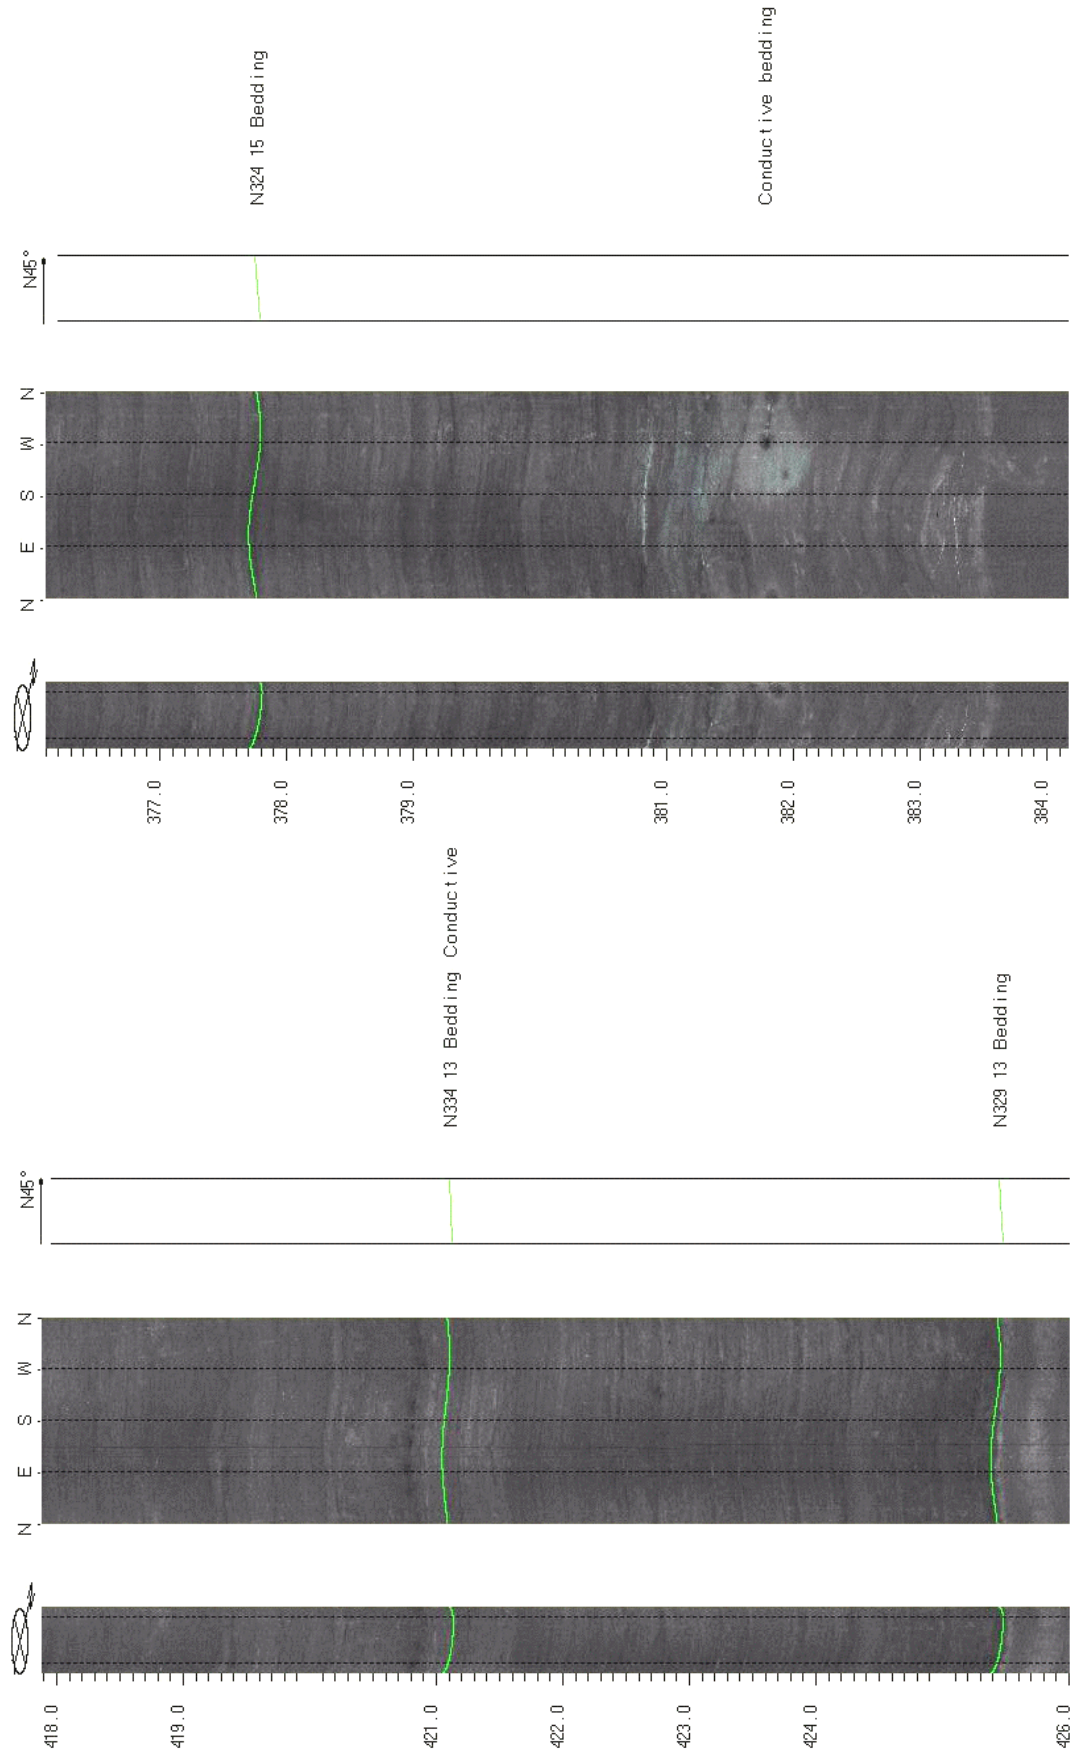 N324 15 Bedding
Conductive bedding
N45°
N
W
S
E
N
377.0
378.0
379.0
381.0
382.0
383.0
384.0
N334 13 Bedding Conductive
N329 13 Bedding
N45°
N
W
S
E
N
418.0
419.0
421.0
422.0
423.0
424.0
426.0